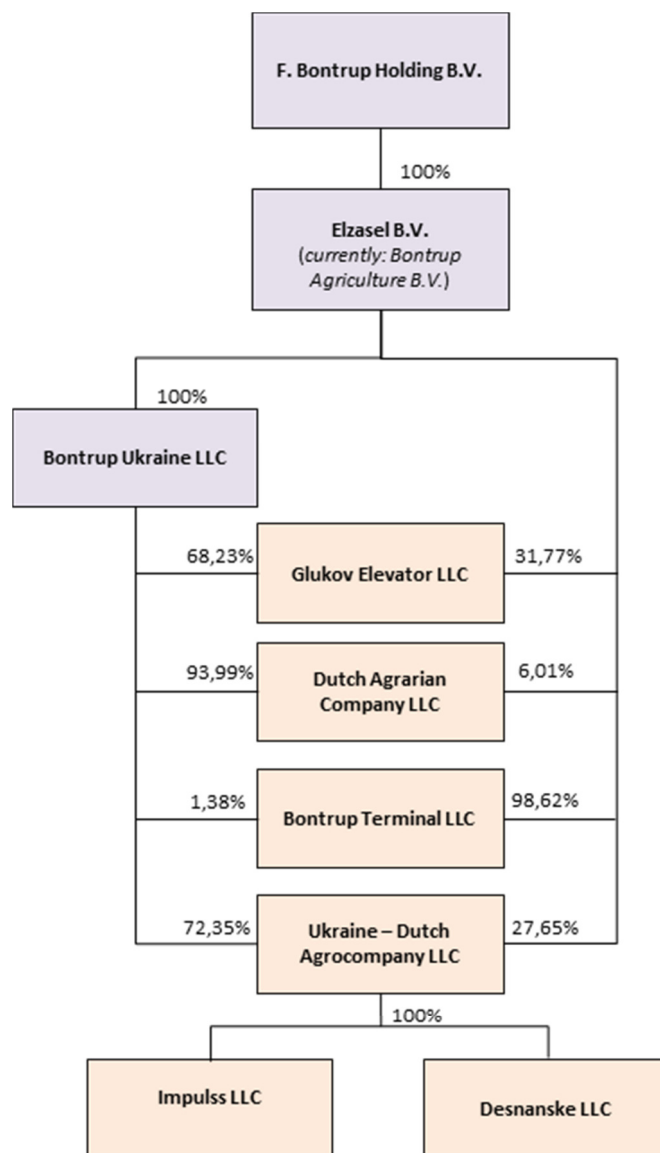 F. Bontrup Holding B.V.
100%
Elzasel B.V.
(currently: Bontrup
Agriculture B.V.)
100%
Bontrup Ukraine LLC
68,23%
Glukov Elevator LLC
31,77%
93,99%
Dutch Agrarian
Company LLC
6,01%
1,38%
Bontrup Terminal LLC
98,62%
72,35%
Ukraine – Dutch
Agrocompany LLC
27,65%
100%
Impulss LLC
Desnanske LLC